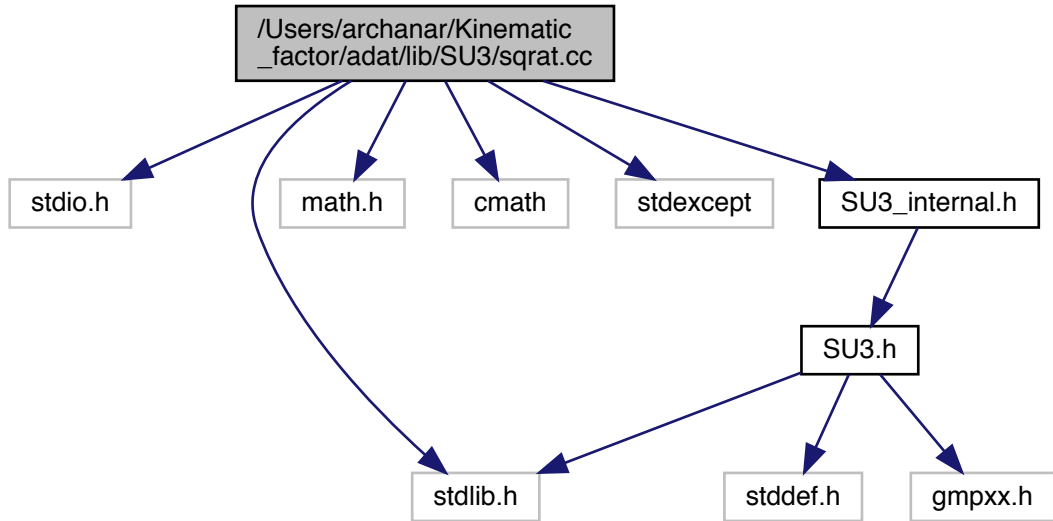 /Users/archanar/Kinematic
_factor/adat/lib/SU3/sqrat.cc
stdio.h
math.h
cmath
stdexcept
SU3_internal.h
SU3.h
stdlib.h
stddef.h
gmpxx.h